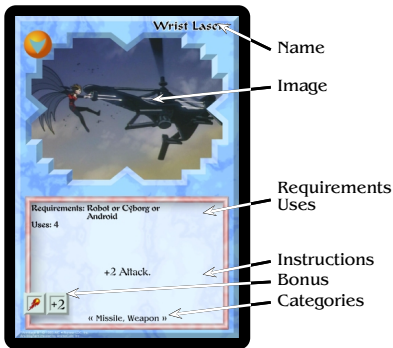 Wrist Laser
Name
Image
Requirements: Robot or Cyborg or
Android
Uses: 4
Requirements
Uses
+2 Attack.
Instructions
Bonus
+2
Categories
« Missile, Weapon »